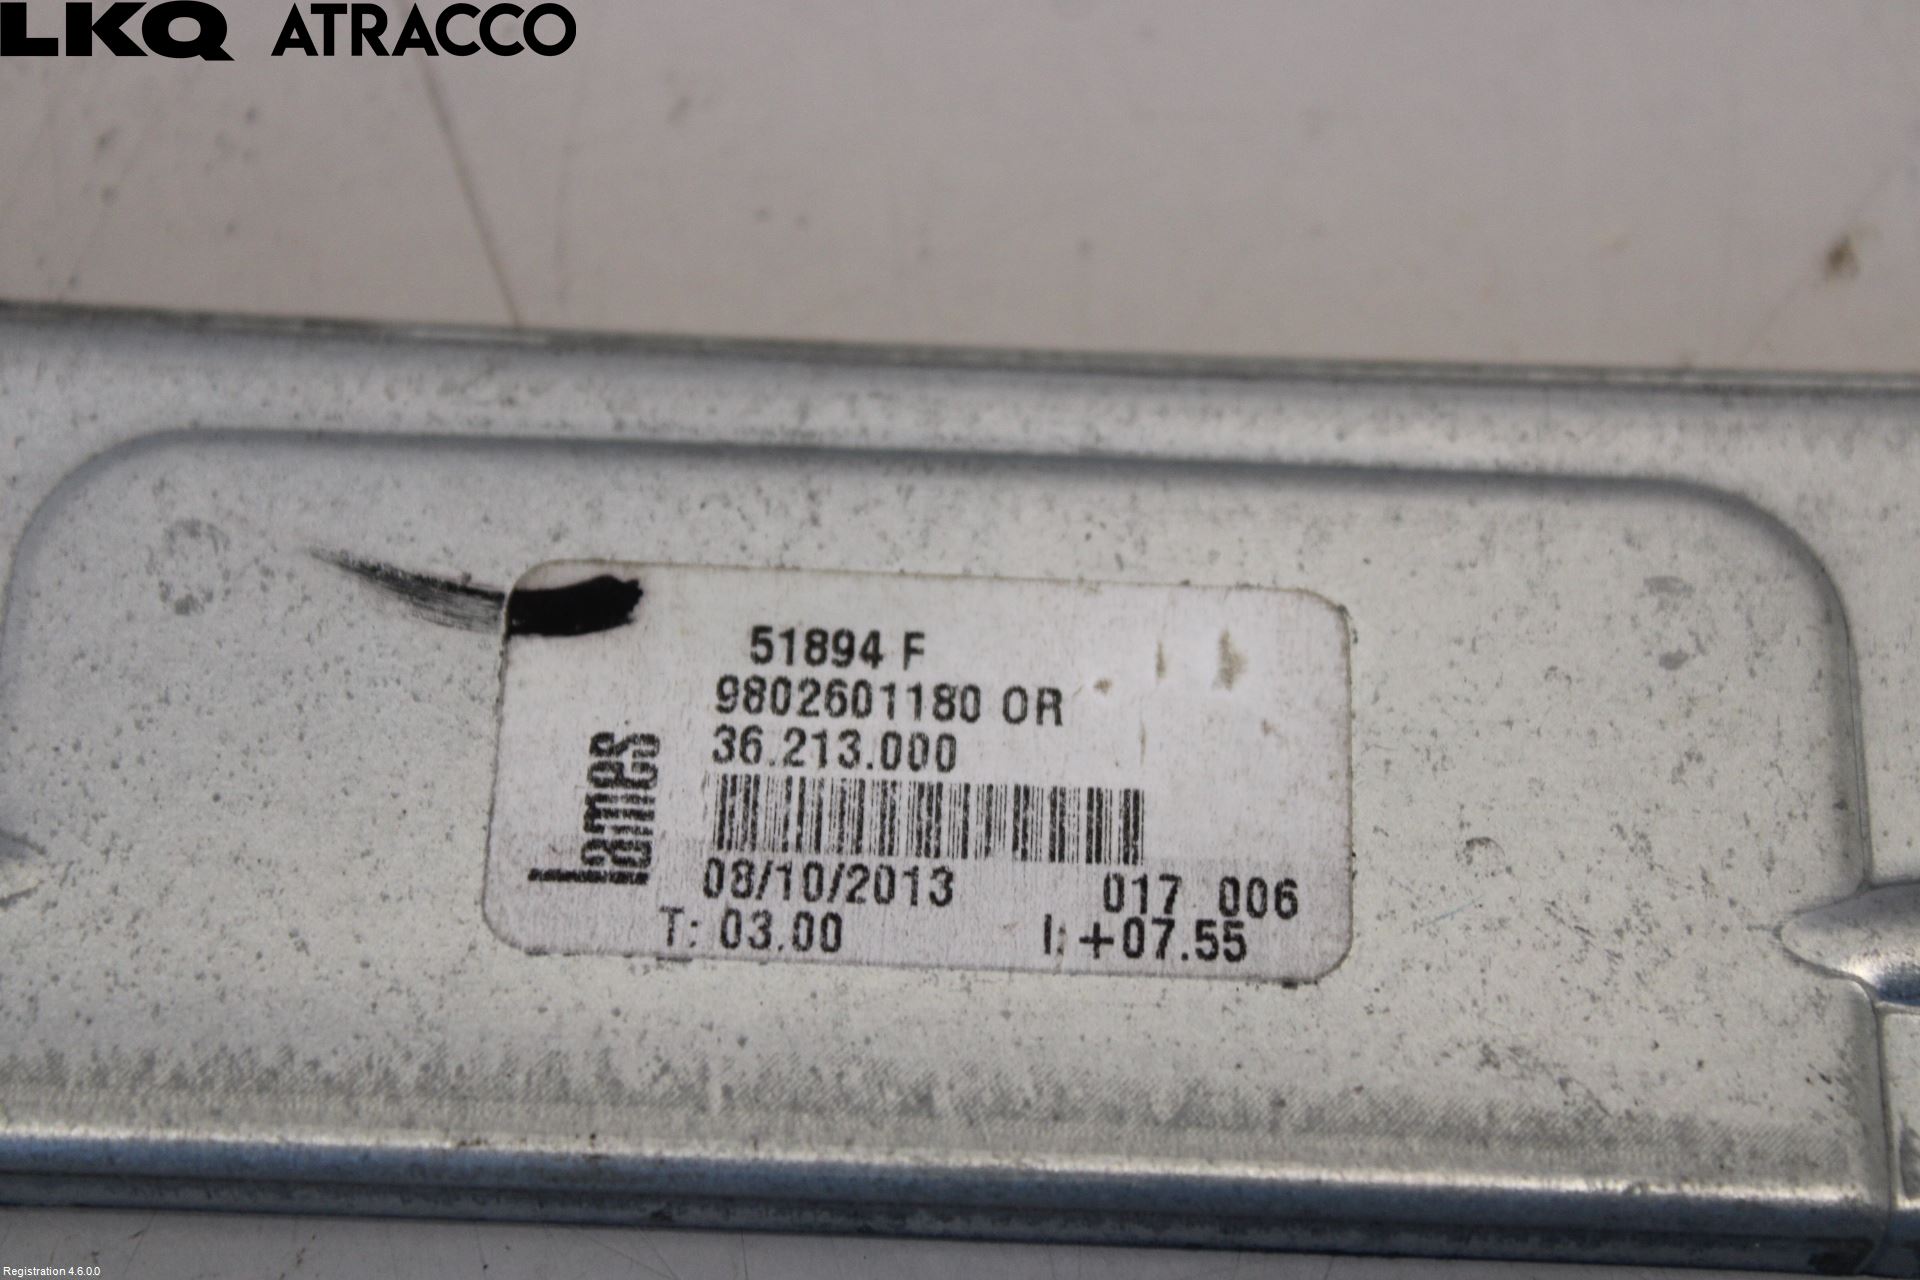 LKQ ATRACCO
51894 F
9802601180 OR
36.213.000
lames
08/10/2013 017 006
T: 03.00 I: +07.55
Registration 4.6.0.0